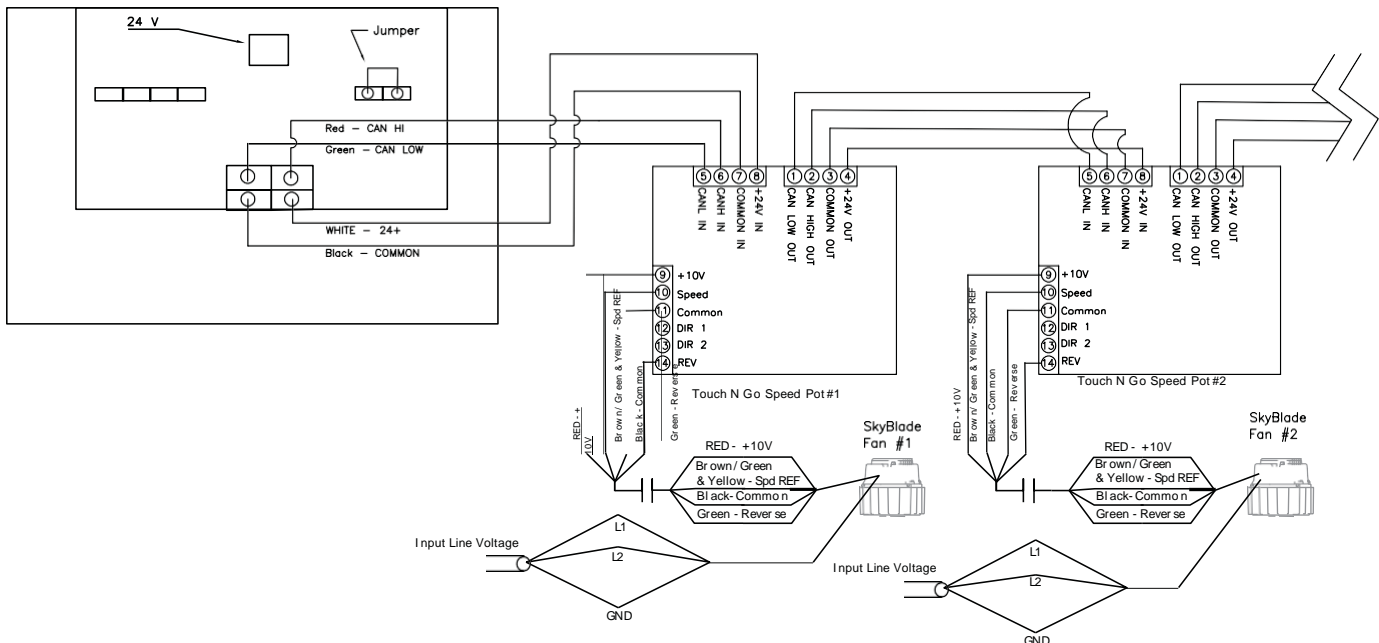 24 V
Jumper
Red – CAN HI
Green – CAN LOW
WHITE – 24+
Black – COMMON
5 6 7 8 1 2 3 4
CANL IN
CANH IN
COMMON IN
+24V IN
CAN LOW OUT
CAN HIGH OUT
COMMON OUT
+24V OUT
9 +10V
10 Speed
11 Common
12 DIR 1
13 DIR 2
14 REV
Touch N Go Speed Pot #1
RED - +
10V
Brown/ Green & Yellow - Spd REF
Black - Common
Green - Reverse
RED - +10V
Brown/ Green
& Yellow - Spd REF
Black- Common
Green - Reverse
SkyBlade
Fan #1
Input Line Voltage
L1
L2
GND
5 6 7 8 1 2 3 4
CANL IN
CANH IN
COMMON IN
+24V IN
CAN LOW OUT
CAN HIGH OUT
COMMON OUT
+24V OUT
9 +10V
10 Speed
11 Common
12 DIR 1
13 DIR 2
14 REV
Touch N Go Speed Pot #2
RED - +10V
Brown/ Green & Yellow - Spd REF
Black - Common
Green - Reverse
RED - +10V
Brown/ Green
& Yellow - Spd REF
Black- Common
Green - Reverse
SkyBlade
Fan #2
Input Line Voltage
L1
L2
GND